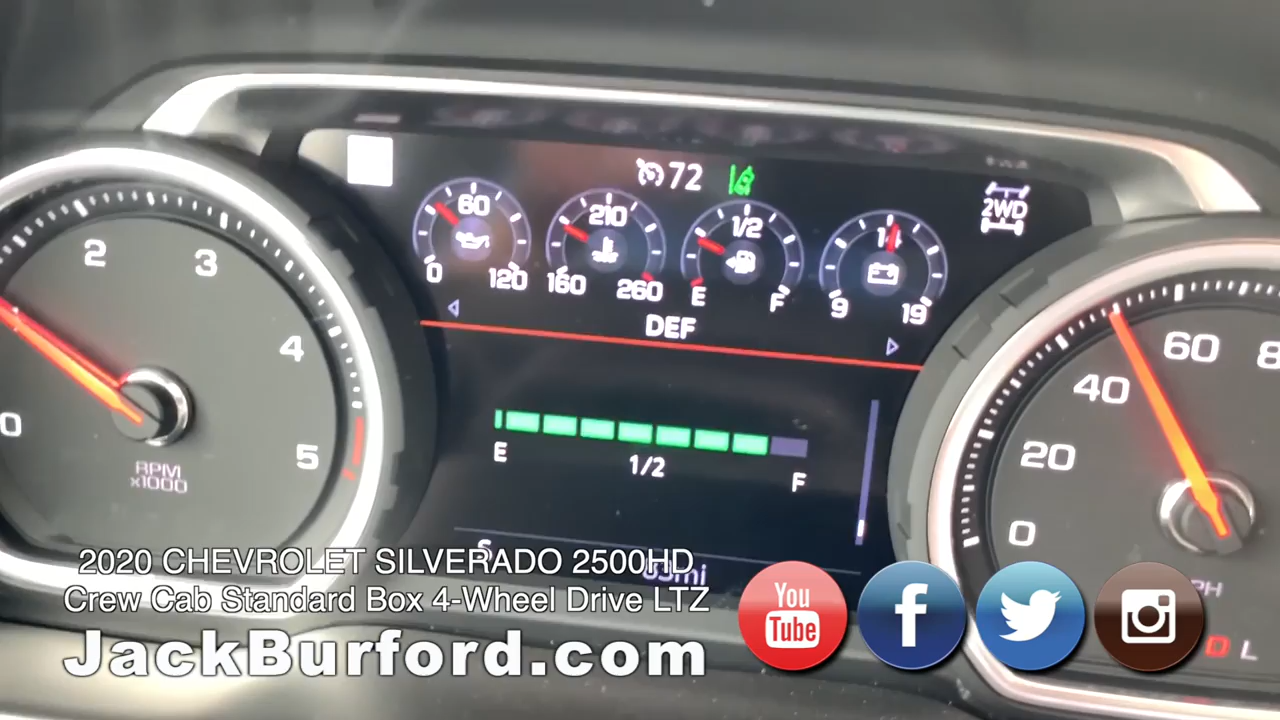 72
2WD
60
0 120
210
160 260
1/2
E F
14
9 19
DEF
E 1/2 F
0 2 3 4 5
RPM
x1000
0 20 40 60
D L
2020 CHEVROLET SILVERADO 2500HD
Crew Cab Standard Box 4-Wheel Drive LTZ
JackBurford.com
You
Tube
f